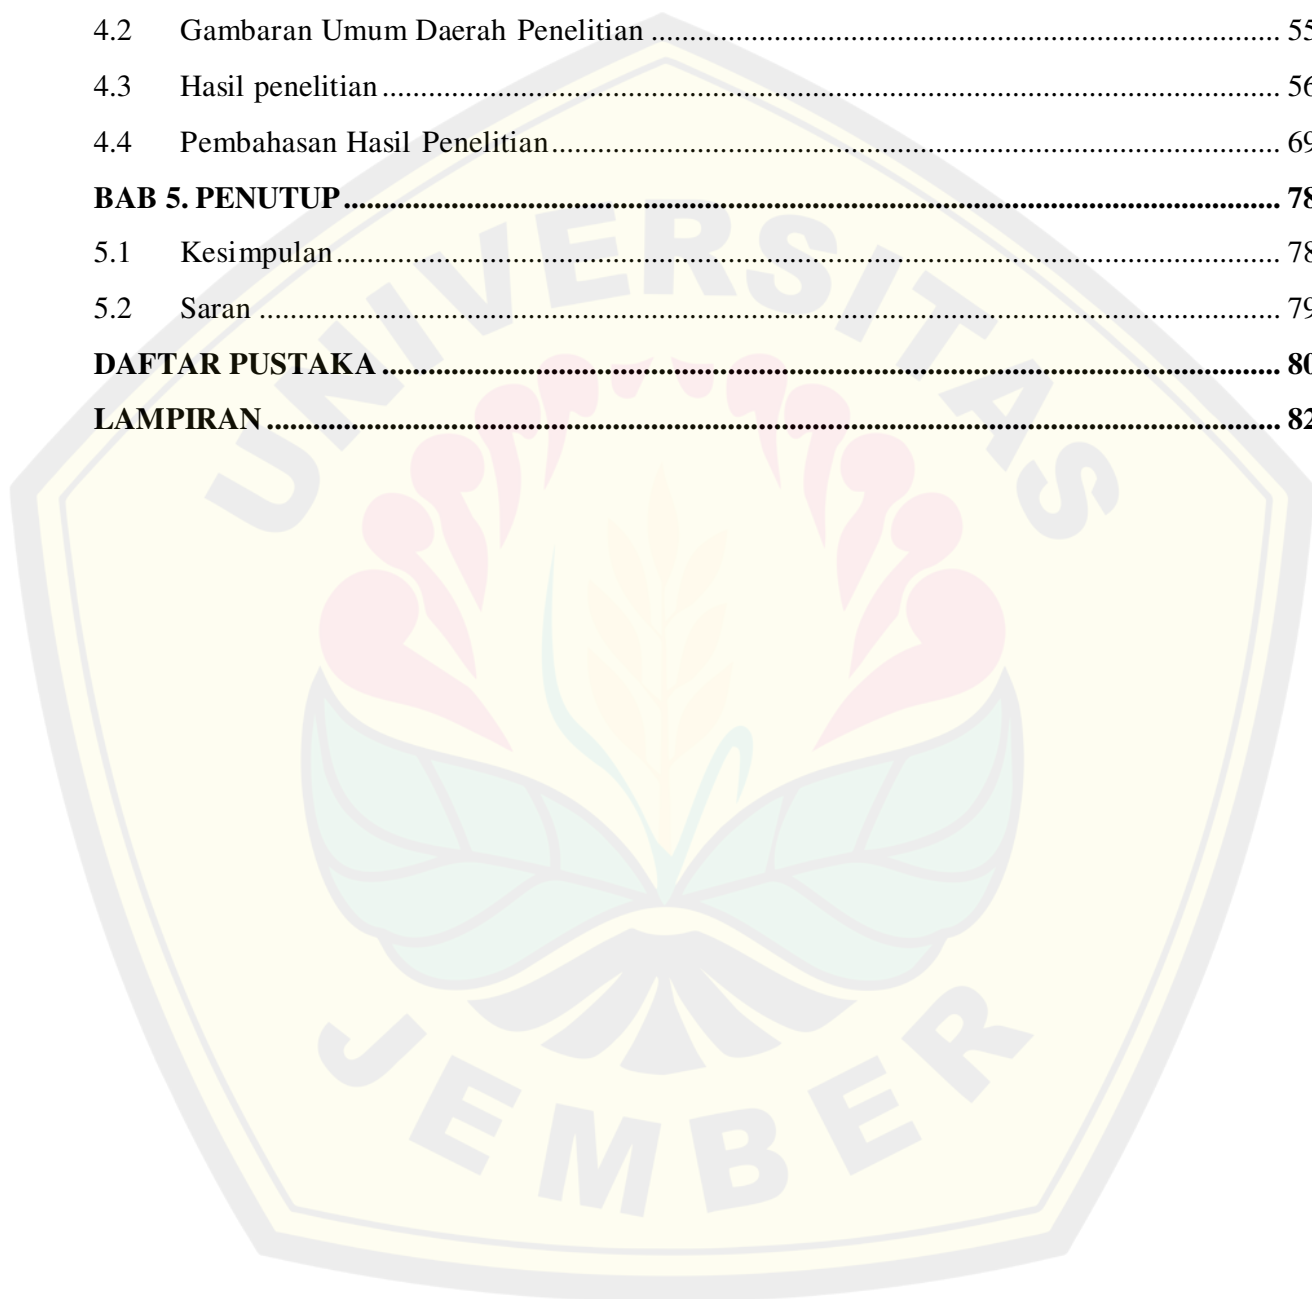 4.2 Gambaran Umum Daerah Penelitian ........................................ 55
4.3 Hasil penelitian ........................................ 56
4.4 Pembahasan Hasil Penelitian ........................................ 69
BAB 5. PENUTUP ........................................ 78
5.1 Kesimpulan ........................................ 78
5.2 Saran ........................................ 79
DAFTAR PUSTAKA ........................................ 80
LAMPIRAN ........................................ 82
UNIVERSITAS
JEMBER